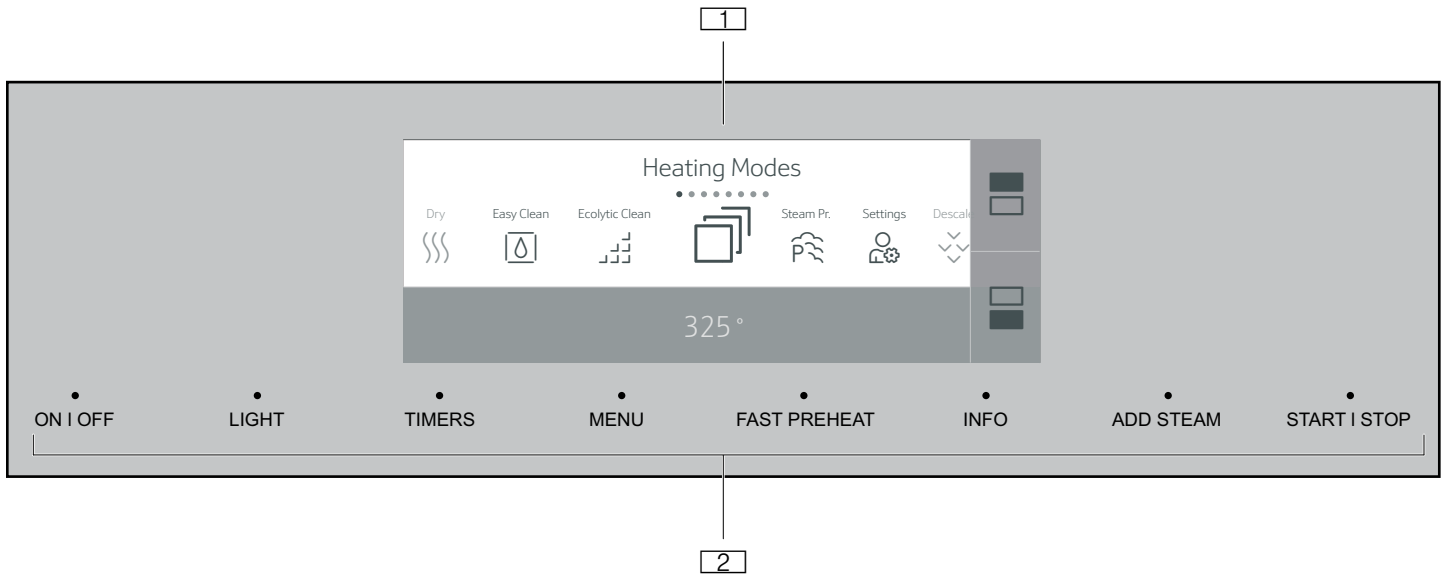 1
Heating Modes
Dry Easy Clean Ecolytic Clean Steam Pr. Settings Descale
P
325°
ON I OFF LIGHT TIMERS MENU FAST PREHEAT INFO ADD STEAM START I STOP
2